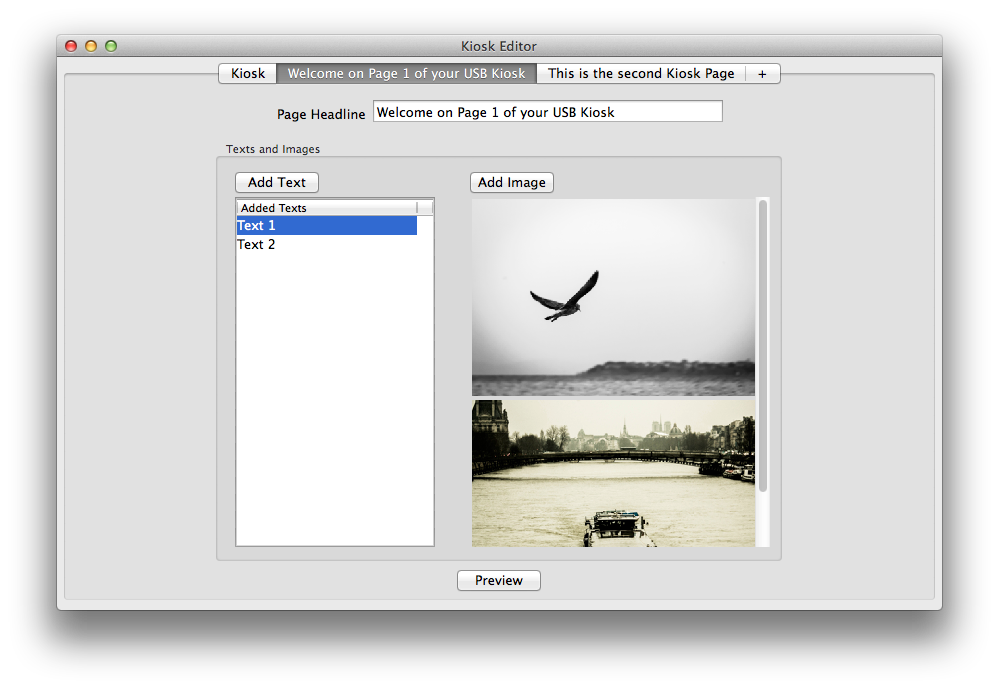 Kiosk Editor
Kiosk
Welcome on Page 1 of your USB Kiosk
This is the second Kiosk Page
+
Page Headline
Welcome on Page 1 of your USB Kiosk
Texts and Images
Add Text
Add Image
Added Texts
Text 1
Text 2
Preview